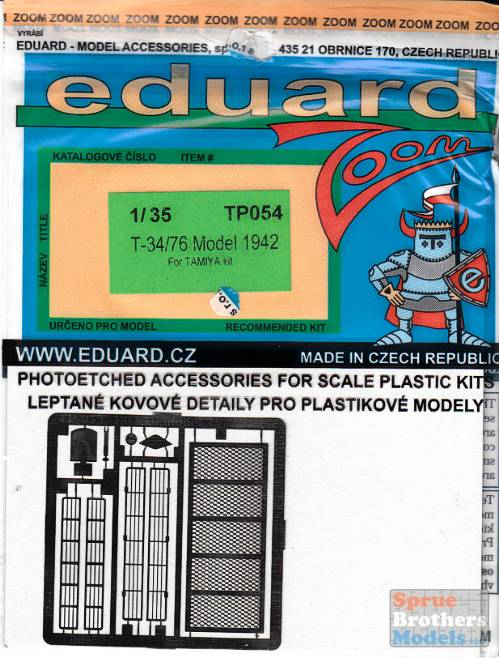 ZOOM ZOOM ZOOM ZOOM ZOOM ZOOM ZOOM ZOOM ZOOM ZOOM ZOOM
VYRÁBÍ
EDUARD - MODEL ACCESSORIES, spol. s r.o. 435 21 OBRNICE 170, CZECH REPUBLIC
eduard
Zoom
KATALOGOVÉ ČÍSLO ITEM #
1/35 TP054
T-34/76 Model 1942
For TAMIYA kit
NÁZEV TITLE
s r.o.
e
URČENO PRO MODEL RECOMMENDED KIT
WWW.EDUARD.CZ MADE IN CZECH REPUBLIC
PHOTOETCHED ACCESSORIES FOR SCALE PLASTIC KITS
LEPTANÉ KOVOVÉ DETAILY PRO PLASTIKOVÉ MODELY
Sprue
Brothers
Models